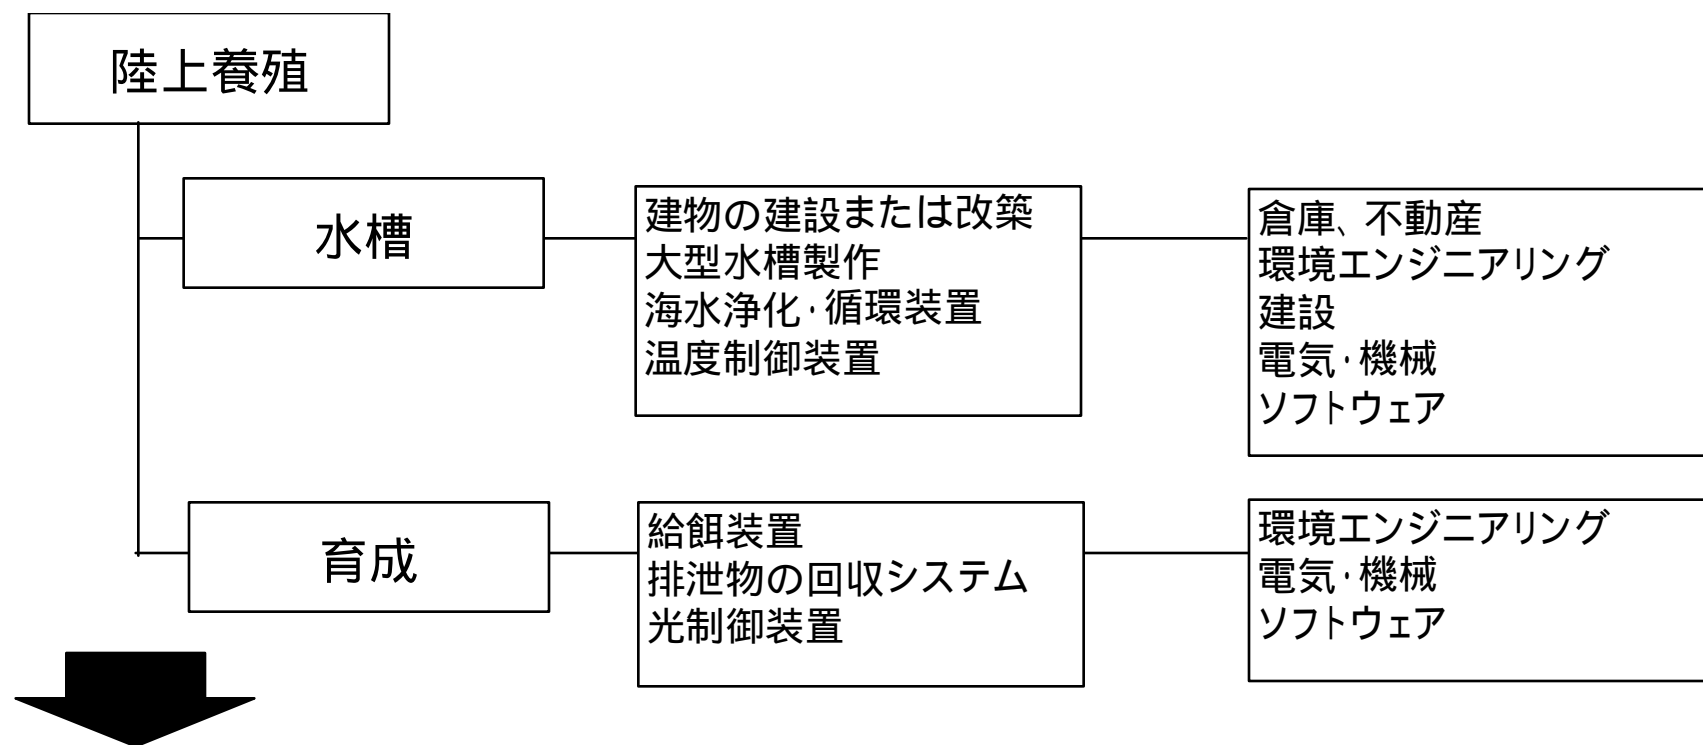 陸上養殖
水槽
建物の建設または改築
大型水槽製作
海水浄化・循環装置
温度制御装置
倉庫、不動産
環境エンジニアリング
建設
電気・機械
ソフトウェア
育成
給餌装置
排泄物の回収システム
光制御装置
環境エンジニアリング
電気・機械
ソフトウェア